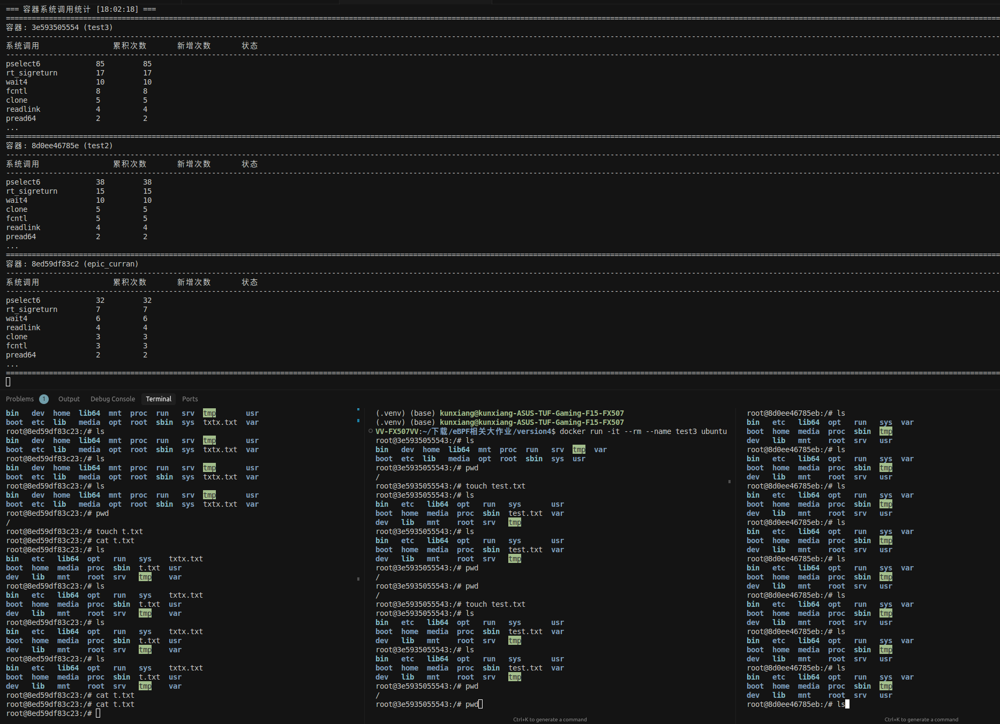 === 容器系统调用统计 [18:02:18] ===
容器: 3e593505554 (test3)
系统调用 累积次数 新增次数 状态
pselect6 85 85
rt_sigreturn 17 17
wait4 10 10
fcntl 8 8
clone 5 5
readlink 4 4
pread64 2 2
...
容器: 8d0ee46785e (test2)
系统调用 累积次数 新增次数 状态
pselect6 38 38
rt_sigreturn 15 15
wait4 10 10
clone 5 5
fcntl 5 5
readlink 4 4
pread64 2 2
...
容器: 8ed59df83c2 (epic_curran)
系统调用 累积次数 新增次数 状态
pselect6 32 32
rt_sigreturn 7 7
wait4 6 6
readlink 4 4
clone 3 3
fcntl 3 3
pread64 2 2
...
Problems 1 Output Debug Console Terminal Ports
bin dev home lib64 mnt proc run srv tmp usr
boot etc lib media opt root sbin sys txtx.txt var
root@8ed59df83c23:/# ls
bin dev home lib64 mnt proc run srv tmp usr
boot etc lib media opt root sbin sys txtx.txt var
root@8ed59df83c23:/# ls
bin dev home lib64 mnt proc run srv tmp usr
boot etc lib media opt root sbin sys txtx.txt var
root@8ed59df83c23:/# ls
bin dev home lib64 mnt proc run srv tmp usr
boot etc lib media opt root sbin sys txtx.txt var
root@8ed59df83c23:/# pwd
/
root@8ed59df83c23:/# touch t.txt
root@8ed59df83c23:/# cat t.txt
root@8ed59df83c23:/# ls
bin etc lib64 opt run sys txtx.txt
boot home media proc sbin t.txt usr
dev lib mnt root srv tmp var
root@8ed59df83c23:/# ls
bin etc lib64 opt run sys txtx.txt
boot home media proc sbin t.txt usr
dev lib mnt root srv tmp var
root@8ed59df83c23:/# ls
bin etc lib64 opt run sys txtx.txt
boot home media proc sbin t.txt usr
dev lib mnt root srv tmp var
root@8ed59df83c23:/# ls
bin etc lib64 opt run sys txtx.txt
boot home media proc sbin t.txt usr
dev lib mnt root srv tmp var
root@8ed59df83c23:/# cat t.txt
root@8ed59df83c23:/# cat t.txt
root@8ed59df83c23:/#
(.venv) (base) kunxiang@kunxiang-ASUS-TUF-Gaming-F15-FX507
(.venv) (base) kunxiang@kunxiang-ASUS-TUF-Gaming-F15-FX507
VV-FX507VV:~/下载/eBPF相关大作业/version4$ docker run -it --rm --name test3 ubuntu
root@3e5935055543:/# ls
bin dev home lib64 mnt proc run srv tmp var
boot etc lib media opt root sbin sys usr
root@3e5935055543:/# pwd
/
root@3e5935055543:/# touch test.txt
root@3e5935055543:/# ls
bin etc lib64 opt run sys usr
boot home media proc sbin test.txt var
dev lib mnt root srv tmp
root@3e5935055543:/# ls
bin etc lib64 opt run sys usr
boot home media proc sbin test.txt var
dev lib mnt root srv tmp
root@3e5935055543:/# pwd
/
root@3e5935055543:/# pwd
/
root@3e5935055543:/# touch test.txt
root@3e5935055543:/# ls
bin etc lib64 opt run sys usr
boot home media proc sbin test.txt var
dev lib mnt root srv tmp
root@3e5935055543:/# ls
bin etc lib64 opt run sys usr
boot home media proc sbin test.txt var
dev lib mnt root srv tmp
root@3e5935055543:/# pwd
/
root@3e5935055543:/# pwd
Ctrl+K to generate a command
root@8d0ee46785eb:/# ls
bin etc lib64 opt run sys var
boot home media proc sbin tmp
dev lib mnt root srv usr
root@8d0ee46785eb:/# ls
bin etc lib64 opt run sys var
boot home media proc sbin tmp
dev lib mnt root srv usr
root@8d0ee46785eb:/# ls
bin etc lib64 opt run sys var
boot home media proc sbin tmp
dev lib mnt root srv usr
root@8d0ee46785eb:/# ls
bin etc lib64 opt run sys var
boot home media proc sbin tmp
dev lib mnt root srv usr
root@8d0ee46785eb:/# ls
bin etc lib64 opt run sys var
boot home media proc sbin tmp
dev lib mnt root srv usr
root@8d0ee46785eb:/# ls
bin etc lib64 opt run sys var
boot home media proc sbin tmp
dev lib mnt root srv usr
root@8d0ee46785eb:/# ls
bin etc lib64 opt run sys var
boot home media proc sbin tmp
dev lib mnt root srv usr
root@8d0ee46785eb:/# ls
bin etc lib64 opt run sys var
boot home media proc sbin tmp
dev lib mnt root srv usr
root@8d0ee46785eb:/# ls
Ctrl+K to generate a command